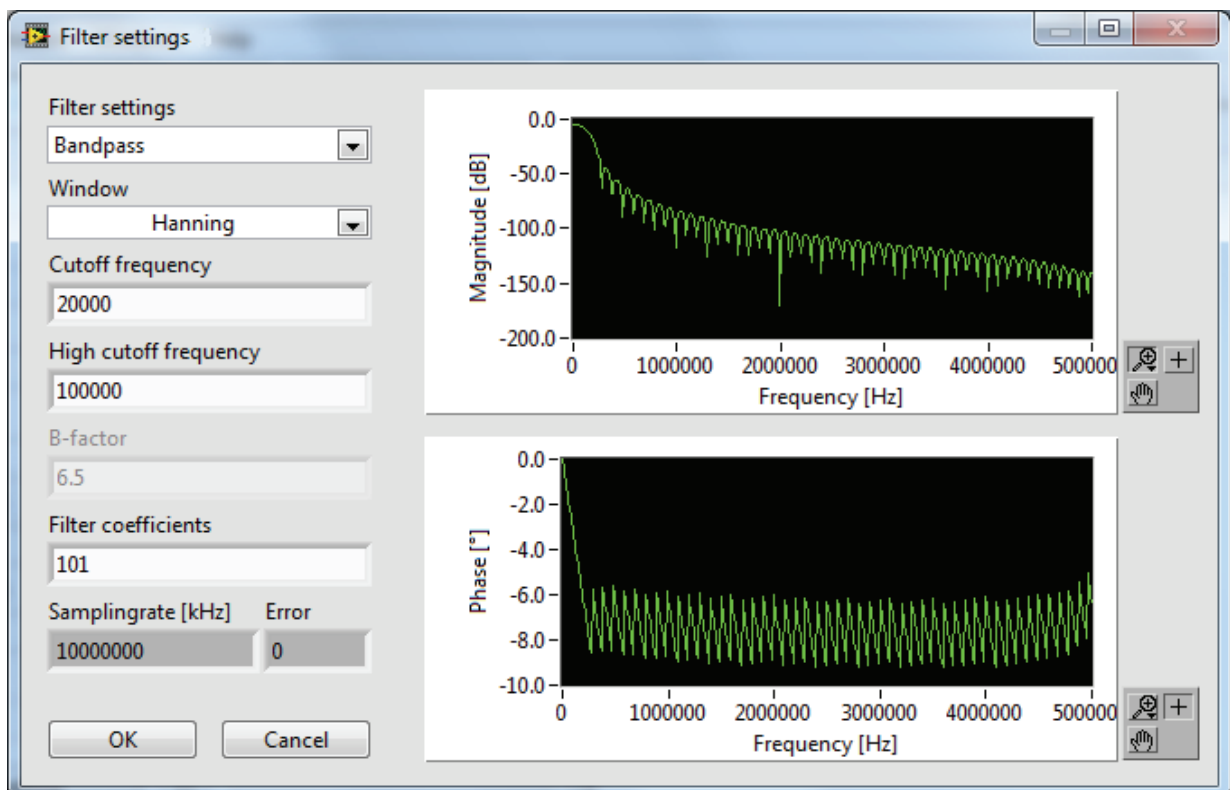 Filter settings
Filter settings
Bandpass
Window
Hanning
Cutoff frequency
20000
High cutoff frequency
100000
B-factor
6.5
Filter coefficients
101
Samplingrate [kHz] Error
10000000 0
OK Cancel
Magnitude [dB]
0.0
-50.0
-100.0
-150.0
-200.0
0 1000000 2000000 3000000 4000000 500000
Frequency [Hz]
Phase [°]
0.0
-2.0
-4.0
-6.0
-8.0
-10.0
0 1000000 2000000 3000000 4000000 500000
Frequency [Hz]